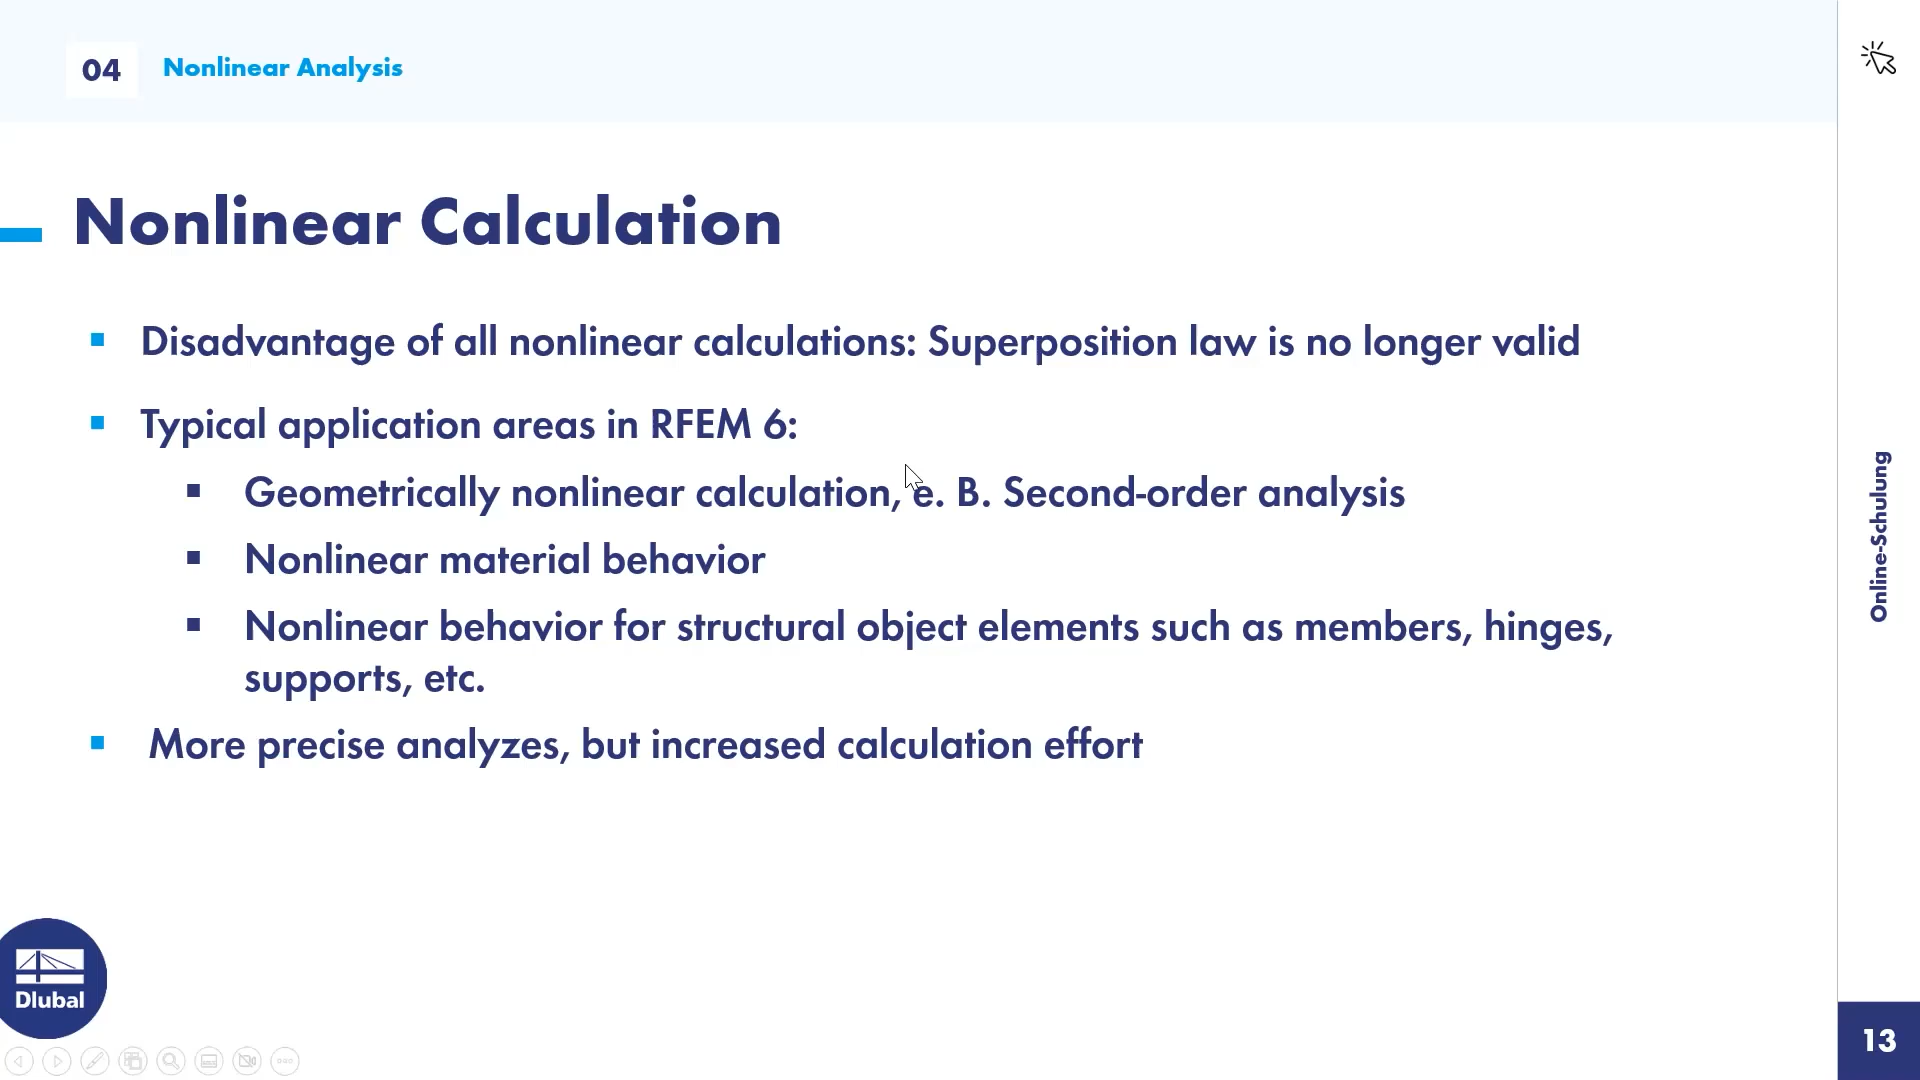 04
Nonlinear Analysis
Nonlinear Calculation
Disadvantage of all nonlinear calculations: Superposition law is no longer valid
Typical application areas in RFEM 6:
Geometrically nonlinear calculation, e. B. Second-order analysis
Nonlinear material behavior
Nonlinear behavior for structural object elements such as members, hinges,
supports, etc.
More precise analyzes, but increased calculation effort
Online-Schulung
Dlubal
13